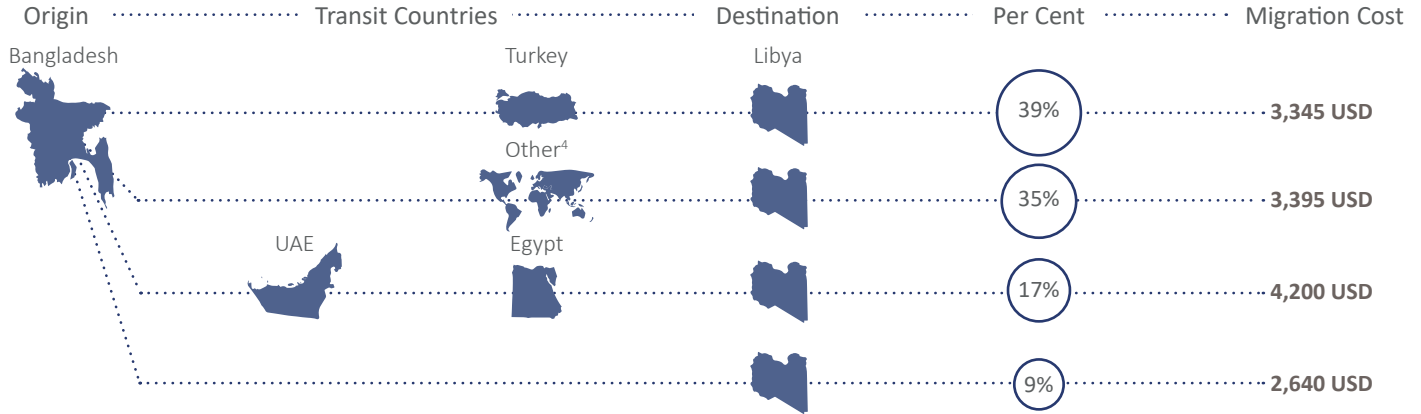 Origin Transit Countries Destination Per Cent Migration Cost
Bangladesh Turkey Libya
39% 3,345 USD
Other⁴
35% 3,395 USD
UAE Egypt
17% 4,200 USD
9% 2,640 USD